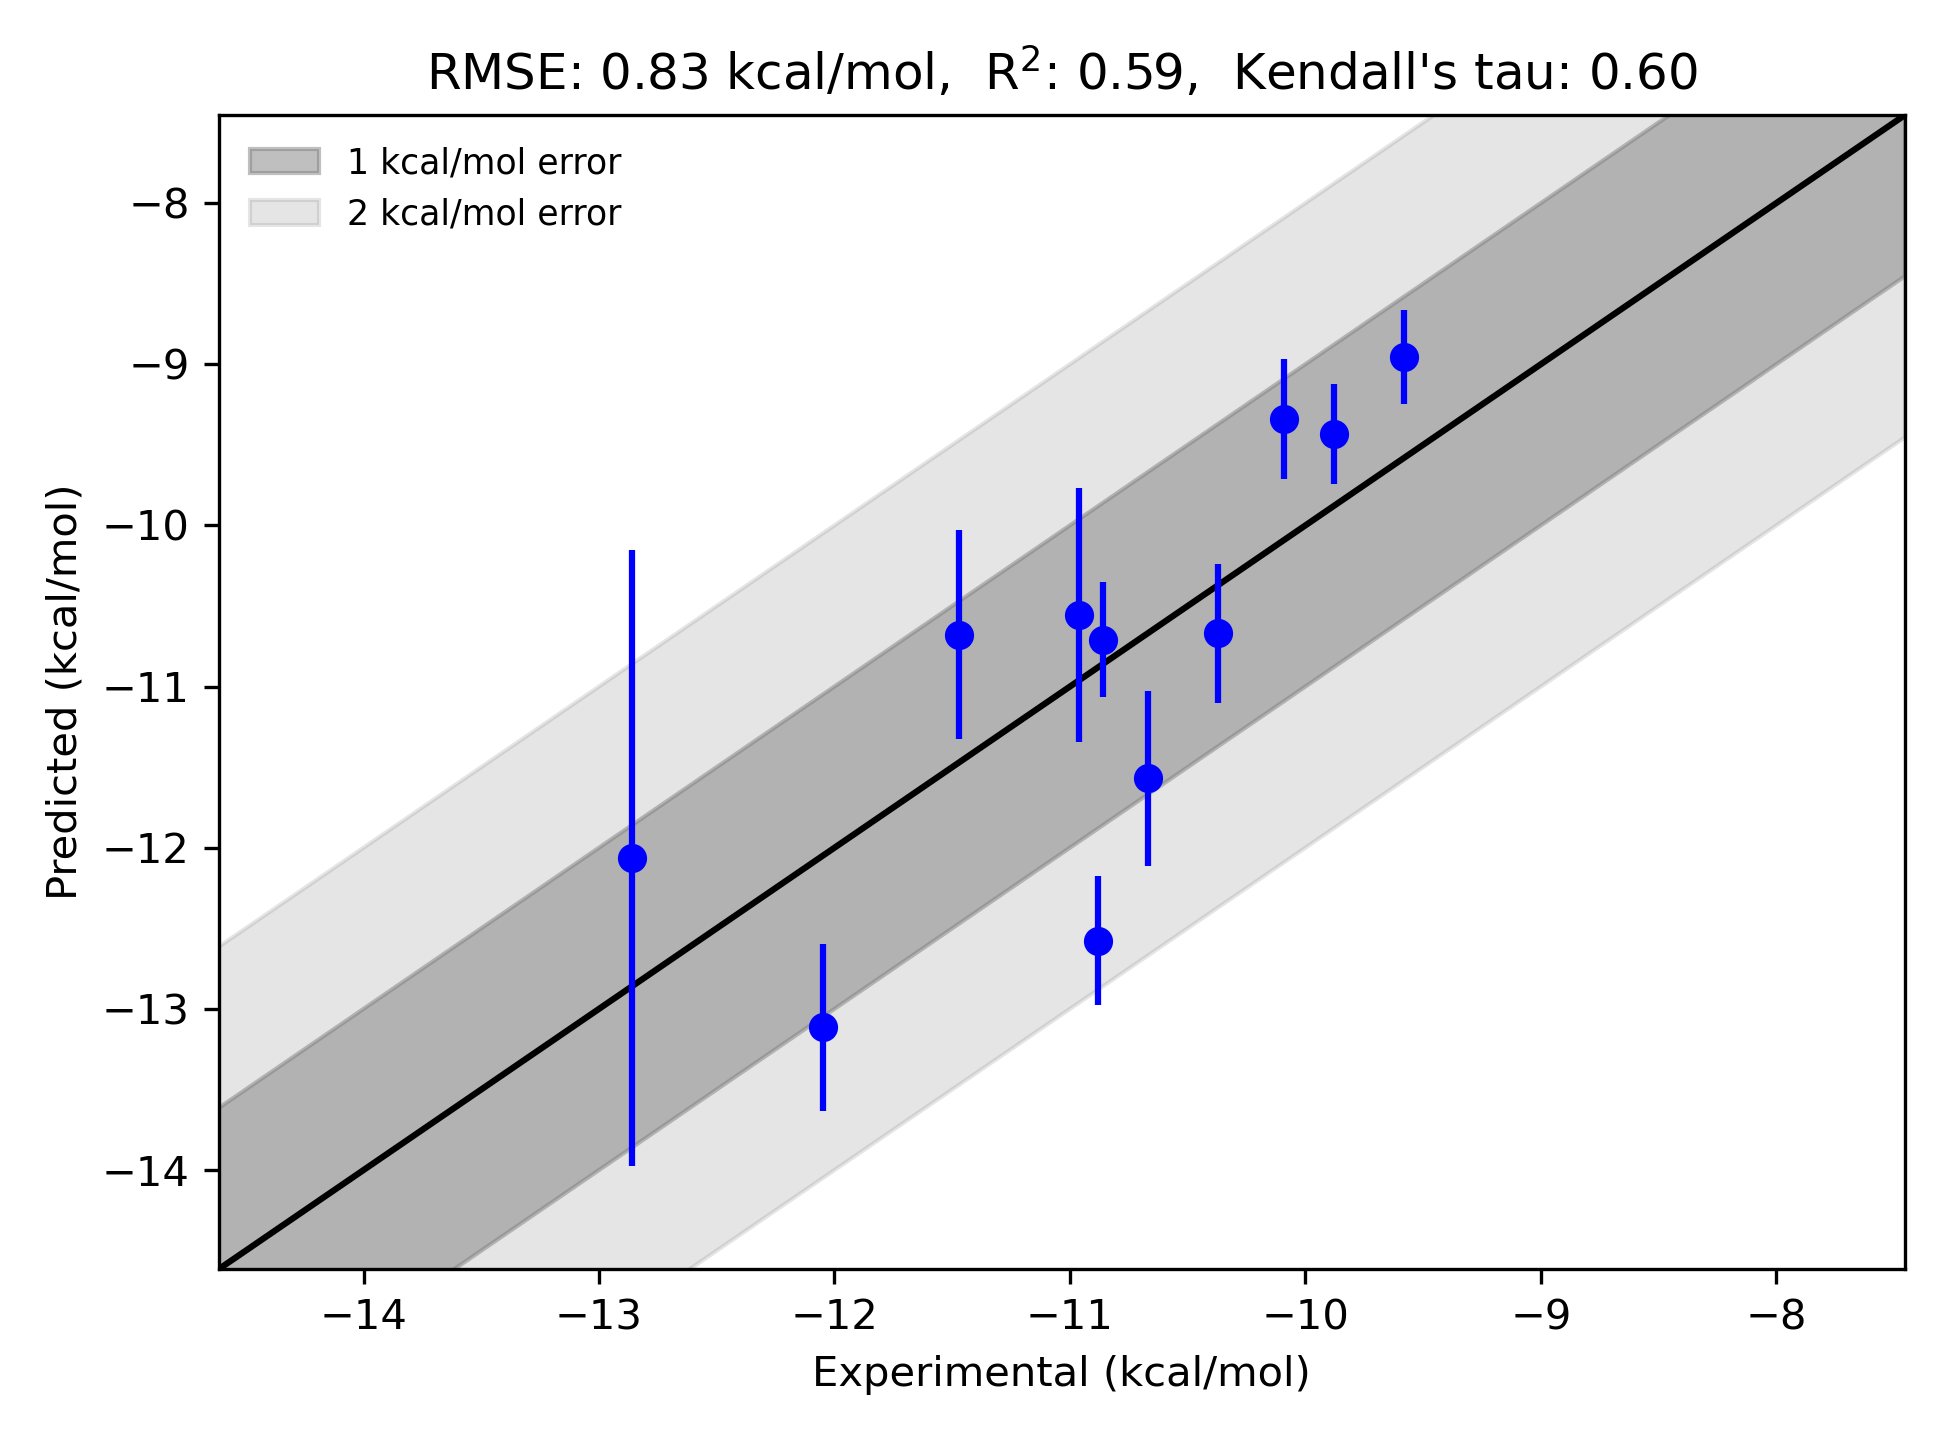 RMSE: 0.83 kcal/mol, R²: 0.59, Kendall's tau: 0.60
1 kcal/mol error
2 kcal/mol error
Predicted (kcal/mol)
−8
−9
−10
−11
−12
−13
−14
−14 −13 −12 −11 −10 −9 −8
Experimental (kcal/mol)